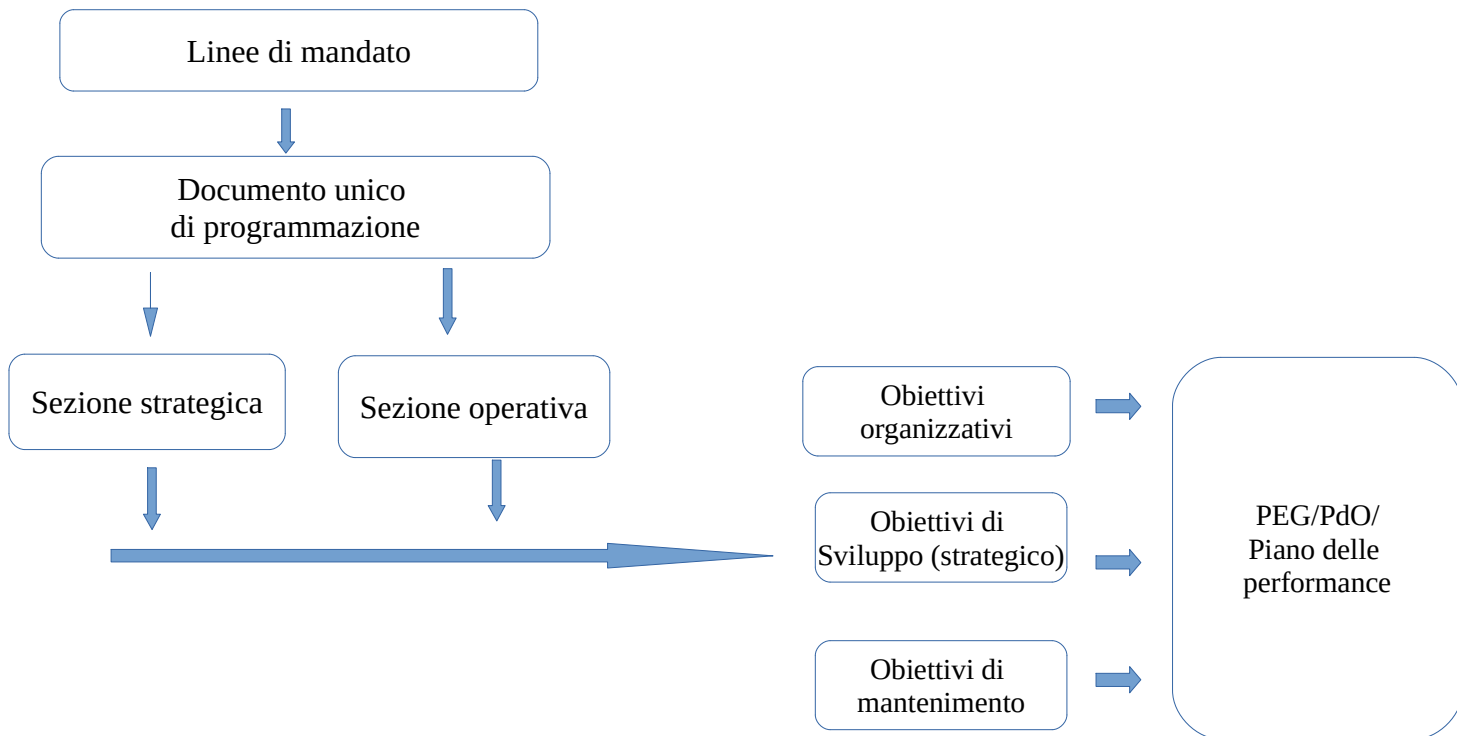 Linee di mandato
Documento unico
di programmazione
Sezione strategica
Sezione operativa
Obiettivi
organizzativi
Obiettivi di
Sviluppo (strategico)
Obiettivi di
mantenimento
PEG/PdO/
Piano delle
performance